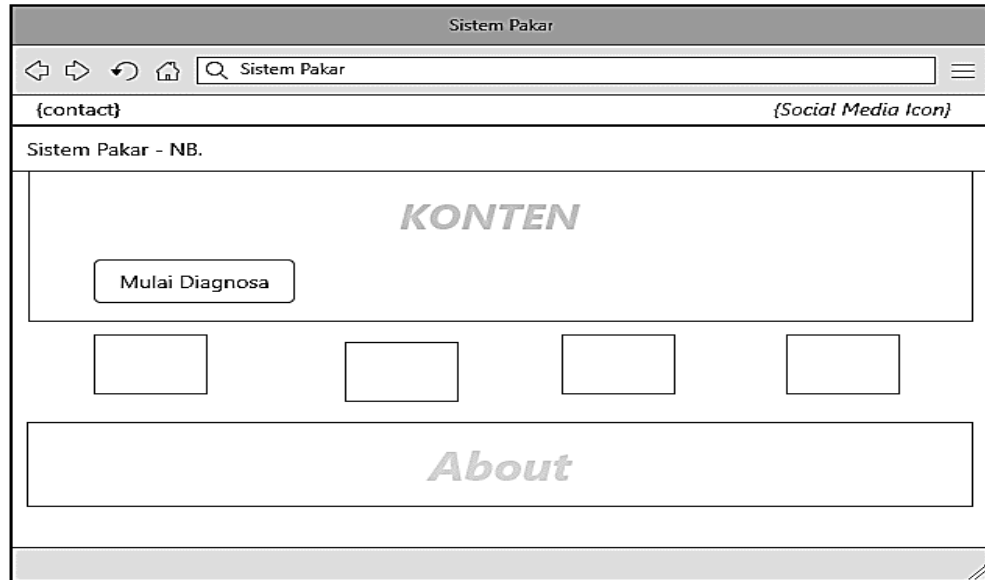 Sistem Pakar
Sistem Pakar
{contact} {Social Media Icon}
Sistem Pakar - NB.
KONTEN
Mulai Diagnosa
About